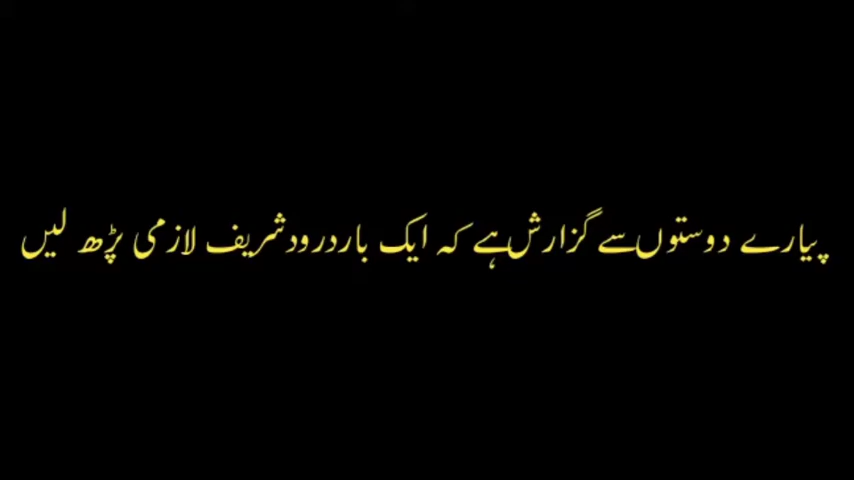 پیارے دوستوں سے گزارش ہے کہ ایک بار درود شریف لازمی پڑھ لیں